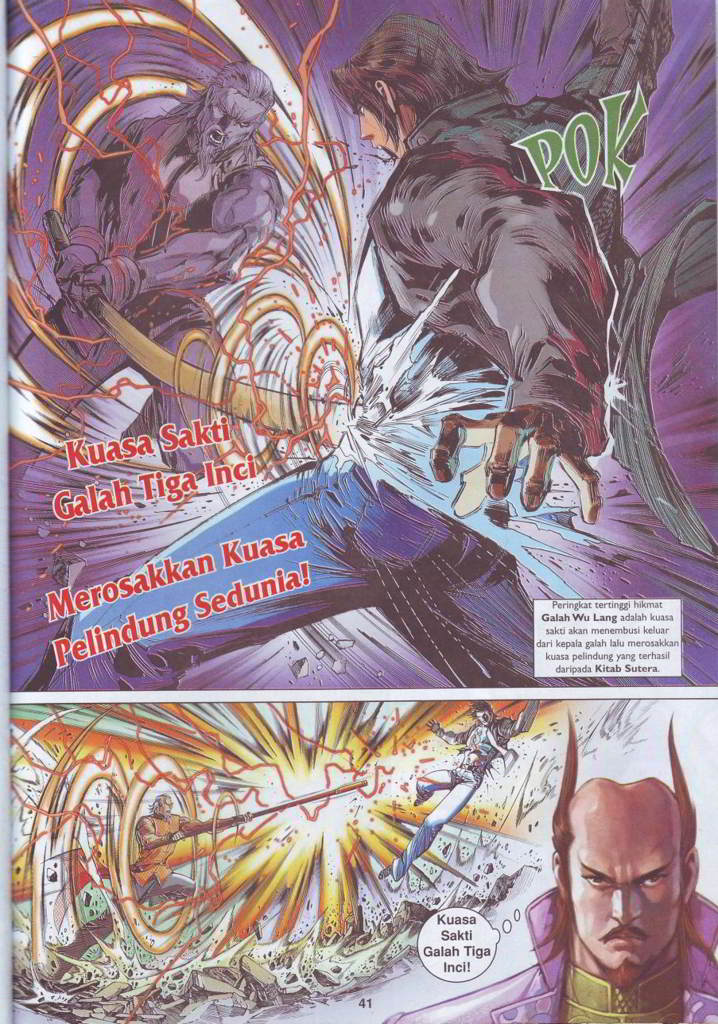 POK
Kuasa Sakti
Galah Tiga Inci
Merosakkan Kuasa
Pelindung Sedunia!
Peringkat tertinggi hikmat
Galah Wu Lang adalah kuasa
sakti akan menembusi keluar
dari kepala galah lalu merosakkan
kuasa pelindung yang terhasil
daripada Kitab Sutera.
Kuasa
Sakti
Galah Tiga
Inci!
41